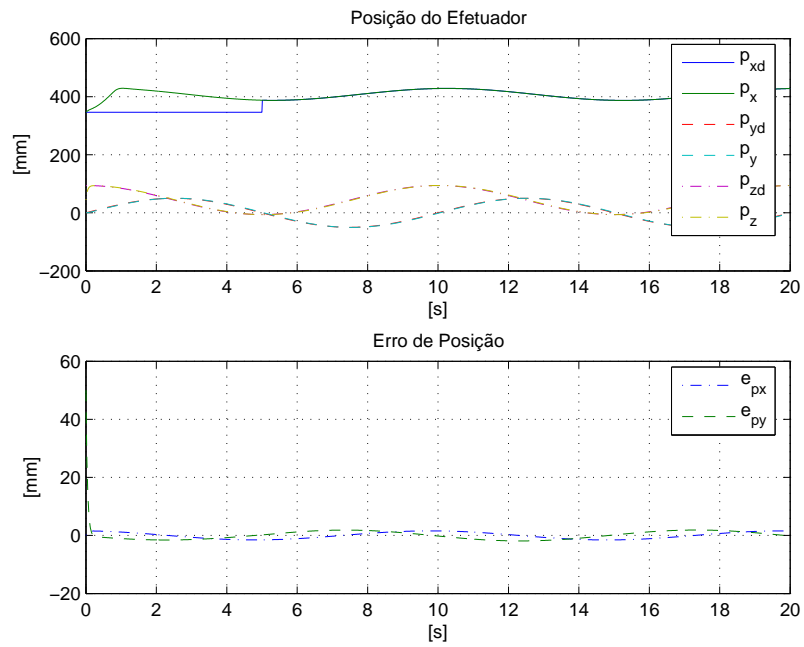 Posição do Efetuador
[mm]
600
400
200
0
−200
0 2 4 6 8 10 12 14 16 18 20
[s]
p_xd
p_x
p_yd
p_y
p_zd
p_z
Erro de Posição
[mm]
60
40
20
0
−20
0 2 4 6 8 10 12 14 16 18 20
[s]
e_px
e_py